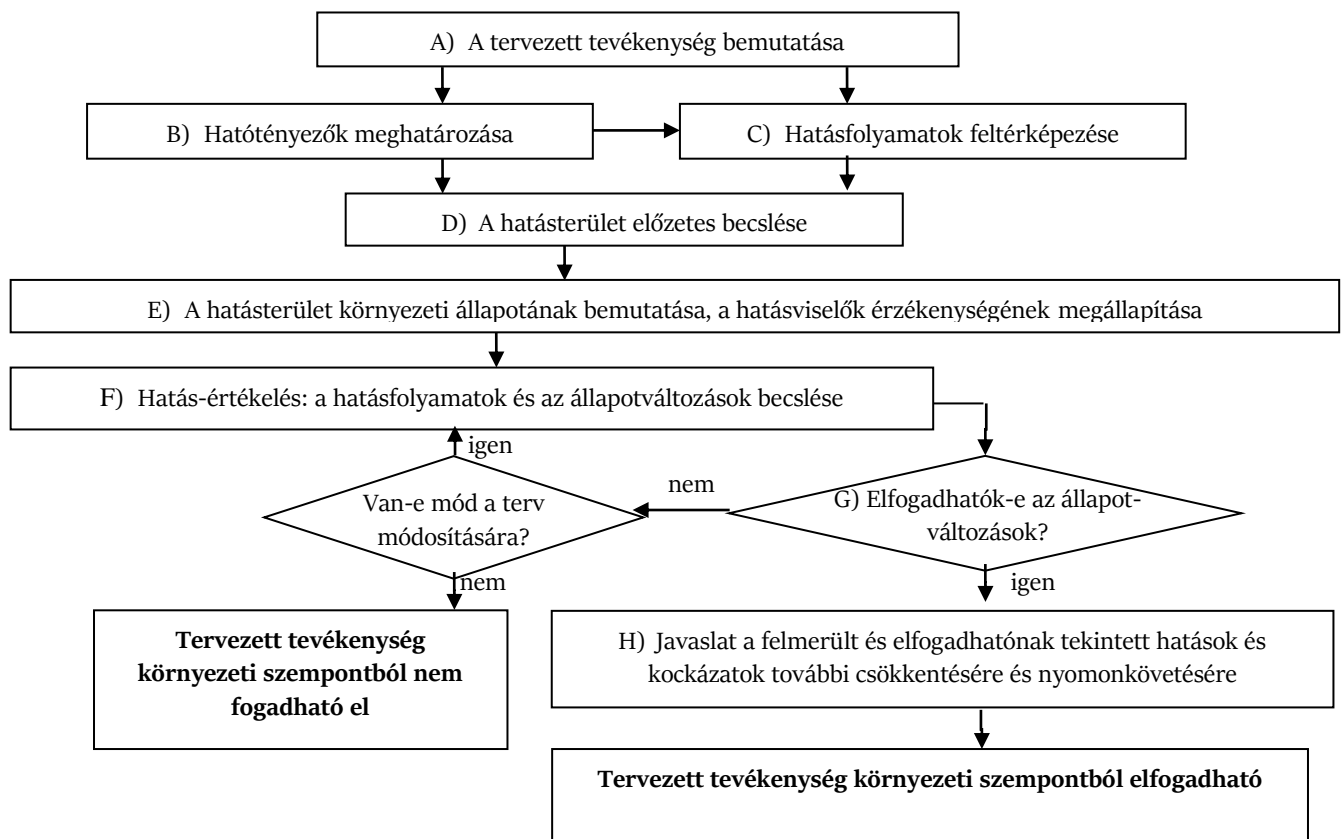 A) A tervezett tevékenység bemutatása
B) Hatótényezők meghatározása
C) Hatásfolyamatok feltérképezése
D) A hatásterület előzetes becslése
E) A hatásterület környezeti állapotának bemutatása, a hatásviselők érzékenységének megállapítása
F) Hatás-értékelés: a hatásfolyamatok és az állapotváltozások becslése
igen
Van-e mód a terv
módosítására?
nem
G) Elfogadhatók-e az állapot-
változások?
nem
igen
Tervezett tevékenység
környezeti szempontból nem
fogadható el
H) Javaslat a felmerült és elfogadhatónak tekintett hatások és
kockázatok további csökkentésére és nyomonkövetésére
Tervezett tevékenység környezeti szempontból elfogadható